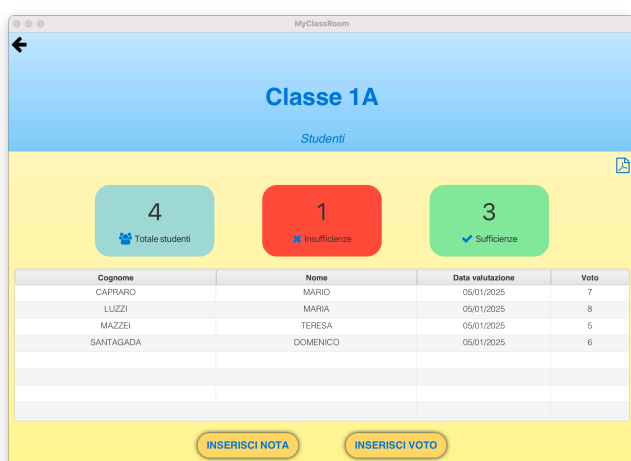 MyClassRoom
Classe 1A
Studenti
4
Totale studenti
1
Insufficienze
3
Sufficienze
Cognome Nome Data valutazione Voto
CAPRARO MARIO 05/01/2025 7
LUZZI MARIA 05/01/2025 8
MAZZEI TERESA 05/01/2025 5
SANTAGADA DOMENICO 05/01/2025 6
INSERISCI NOTA INSERISCI VOTO